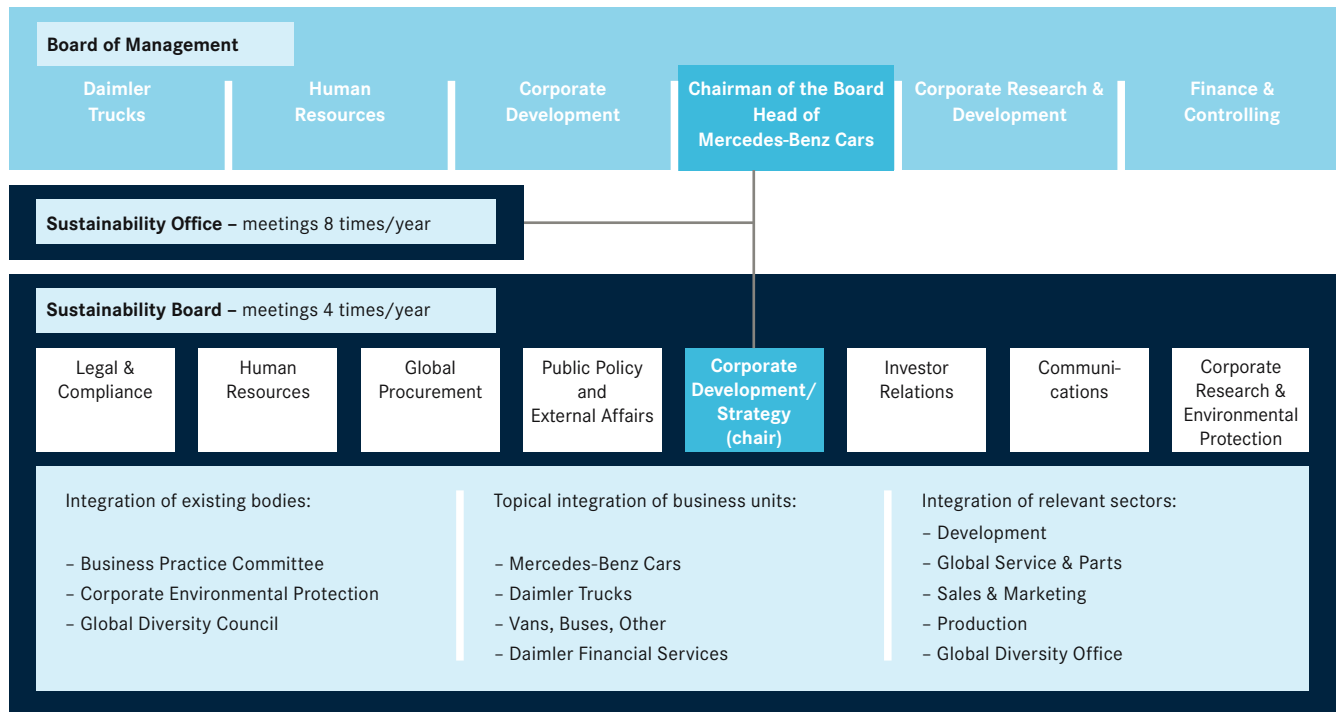 Board of Management
Daimler
Trucks
Human
Resources
Corporate
Development
Chairman of the Board
Head of
Mercedes-Benz Cars
Corporate Research &
Development
Finance &
Controlling
Sustainability Office – meetings 8 times/year
Sustainability Board – meetings 4 times/year
Legal &
Compliance
Human
Resources
Global
Procurement
Public Policy
and
External Affairs
Corporate
Development/
Strategy
(chair)
Investor
Relations
Communi-
cations
Corporate
Research &
Environmental
Protection
Integration of existing bodies:
– Business Practice Committee
– Corporate Environmental Protection
– Global Diversity Council
Topical integration of business units:
– Mercedes-Benz Cars
– Daimler Trucks
– Vans, Buses, Other
– Daimler Financial Services
Integration of relevant sectors:
– Development
– Global Service & Parts
– Sales & Marketing
– Production
– Global Diversity Office